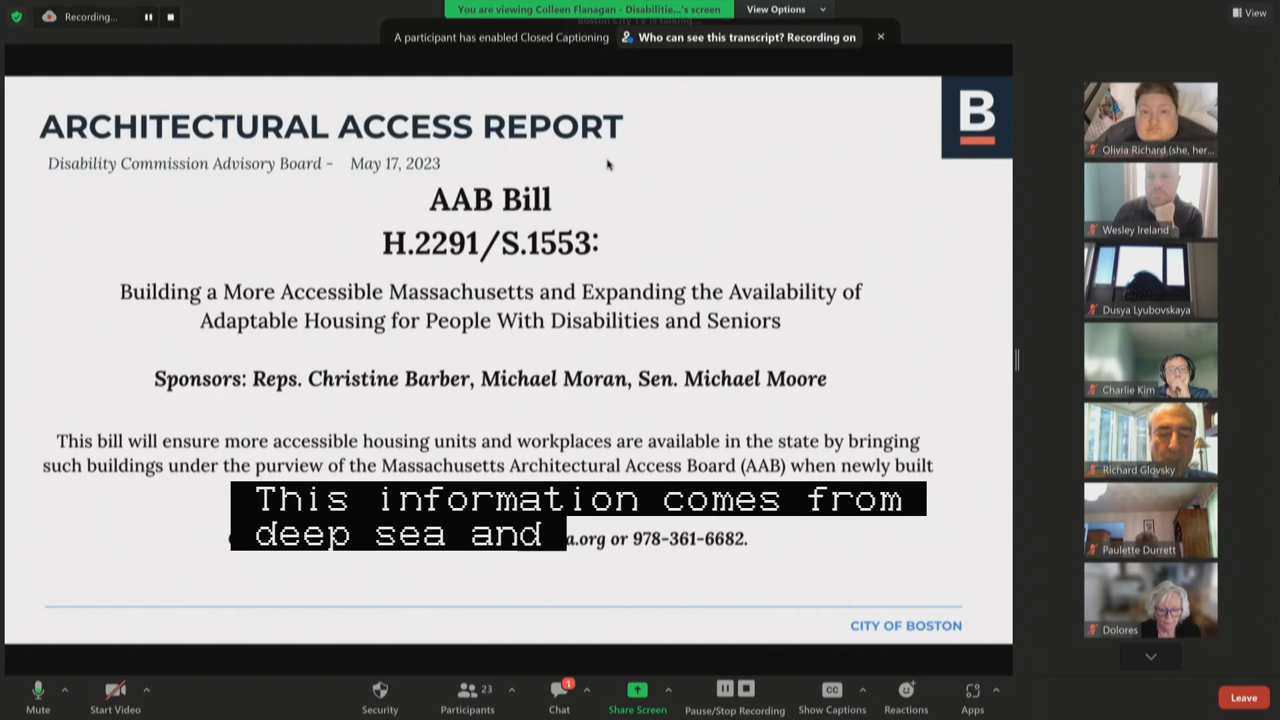 Recording...
You are viewing Colleen Flanagan - Disabilitie...'s screen
View Options
View
A participant has enabled Closed Captioning
Who can see this transcript? Recording on
ARCHITECTURAL ACCESS REPORT
B
Disability Commission Advisory Board - May 17, 2023
AAB Bill
H.2291/S.1553:
Building a More Accessible Massachusetts and Expanding the Availability of
Adaptable Housing for People With Disabilities and Seniors
Sponsors: Reps. Christine Barber, Michael Moran, Sen. Michael Moore
This bill will ensure more accessible housing units and workplaces are available in the state by bringing
such buildings under the purview of the Massachusetts Architectural Access Board (AAB) when newly built
This information comes from
deep sea and
a.org or 978-361-6682.
CITY OF BOSTON
Olivia Richard (she, her...
Wesley Ireland
Dusya Lyubovskaya
Charlie Kim
Richard Glovsky
Paulette Durrett
Dolores
Mute
Start Video
Security
Participants
23
Chat
1
Share Screen
Pause/Stop Recording
CC
Show Captions
Reactions
Apps
Leave